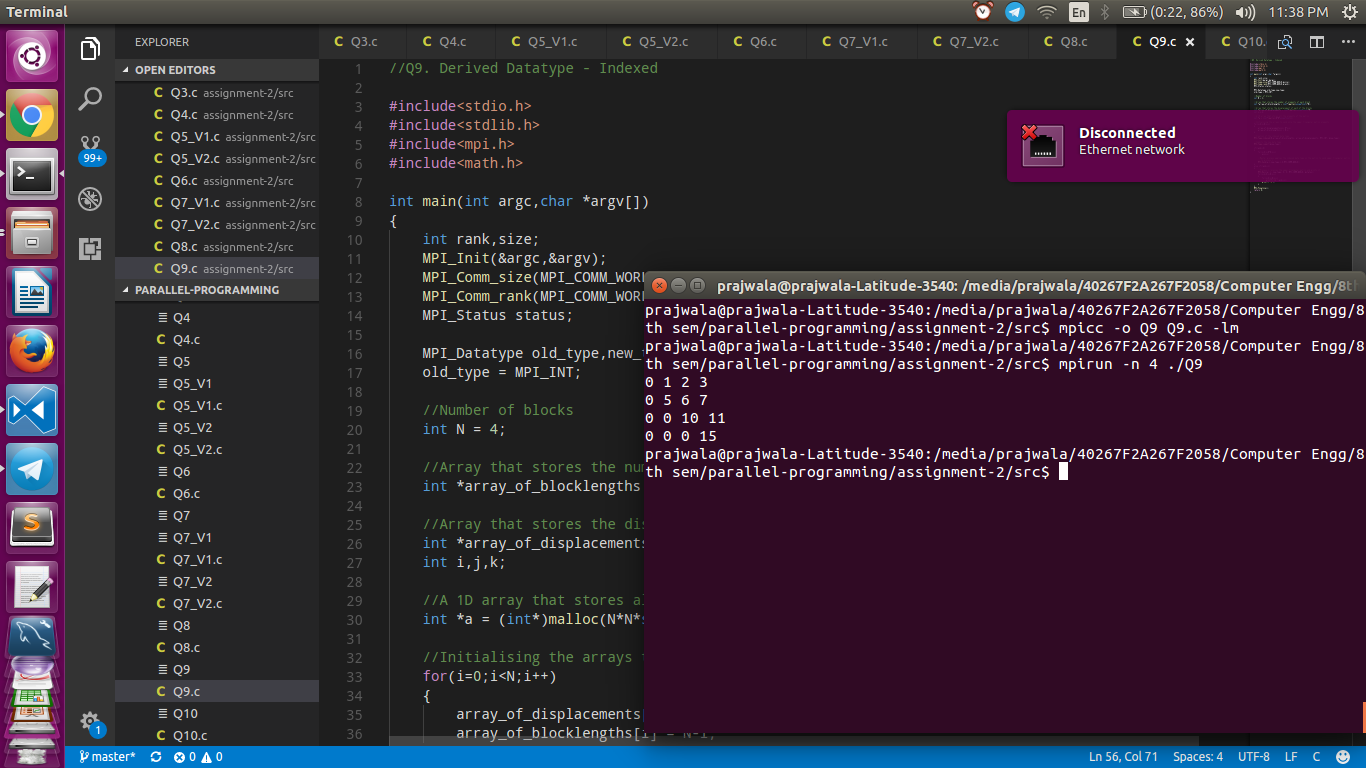 Terminal
En
(0:22, 86%)
11:38 PM
EXPLORER
OPEN EDITORS
C Q3.c assignment-2/src
C Q4.c assignment-2/src
C Q5_V1.c assignment-2/src
C Q5_V2.c assignment-2/src
C Q6.c assignment-2/src
C Q7_V1.c assignment-2/src
C Q7_V2.c assignment-2/src
C Q8.c assignment-2/src
C Q9.c assignment-2/src
99+
PARALLEL-PROGRAMMING
Q4
C Q4.c
Q5
Q5_V1
C Q5_V1.c
Q5_V2
C Q5_V2.c
Q6
C Q6.c
Q7
Q7_V1
C Q7_V1.c
Q7_V2
C Q7_V2.c
Q8
C Q8.c
Q9
C Q9.c
Q10
C Q10.c
1
C Q3.c C Q4.c C Q5_V1.c C Q5_V2.c C Q6.c C Q7_V1.c C Q7_V2.c C Q8.c C Q9.c × C Q10.
1 //Q9. Derived Datatype - Indexed
2
3 #include<stdio.h>
4 #include<stdlib.h>
5 #include<mpi.h>
6 #include<math.h>
7
8 int main(int argc,char *argv[])
9 {
10 int rank,size;
11 MPI_Init(&argc,&argv);
12 MPI_Comm_size(MPI_COMM_WOR
13 MPI_Comm_rank(MPI_COMM_WOR
14 MPI_Status status;
15
16 MPI_Datatype old_type,new_t
17 old_type = MPI_INT;
18
19 //Number of blocks
20 int N = 4;
21
22 //Array that stores the num
23 int *array_of_blocklengths
24
25 //Array that stores the dis
26 int *array_of_displacements
27 int i,j,k;
28
29 //A 1D array that stores al
30 int *a = (int*)malloc(N*N*s
31
32 //Initialising the arrays
33 for(i=0;i<N;i++)
34 {
35 array_of_displacements[
36 array_of_blocklengths[i] = N-i;
Disconnected
Ethernet network
prajwala@prajwala-Latitude-3540: /media/prajwala/40267F2A267F2058/Computer Engg/8th
prajwala@prajwala-Latitude-3540:/media/prajwala/40267F2A267F2058/Computer Engg/8
th sem/parallel-programming/assignment-2/src$ mpicc -o Q9 Q9.c -lm
prajwala@prajwala-Latitude-3540:/media/prajwala/40267F2A267F2058/Computer Engg/8
th sem/parallel-programming/assignment-2/src$ mpirun -n 4 ./Q9
0 1 2 3
0 5 6 7
0 0 10 11
0 0 0 15
prajwala@prajwala-Latitude-3540:/media/prajwala/40267F2A267F2058/Computer Engg/8
th sem/parallel-programming/assignment-2/src$
master* 0 0
Ln 56, Col 71 Spaces: 4 UTF-8 LF C